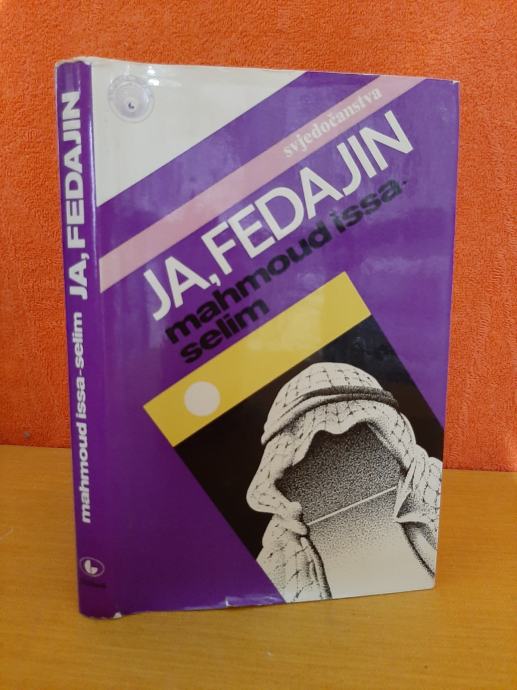 svjedočanstva
JA, FEDAJIN
mahmoud issa-
selim
mahmoud issa-selim JA, FEDAJIN